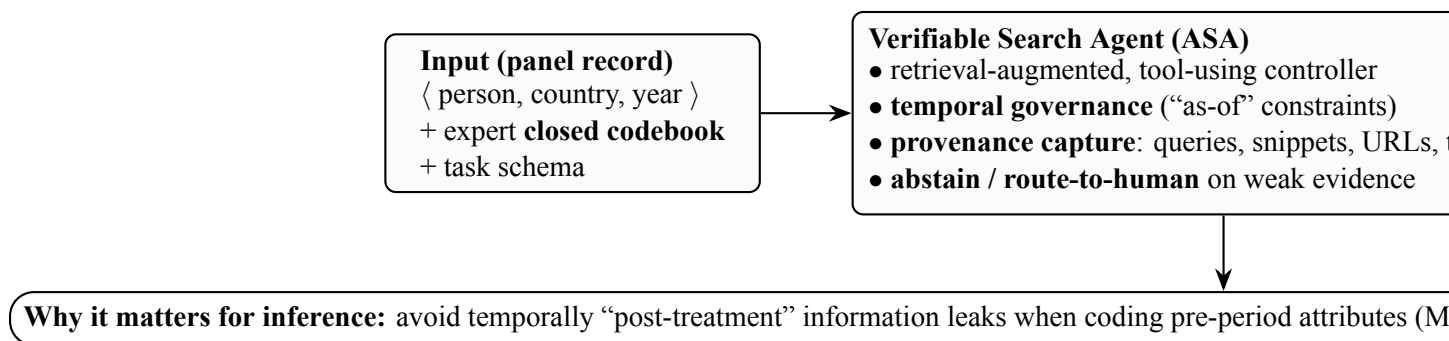 Input (panel record)
⟨ person, country, year ⟩
+ expert closed codebook
+ task schema
Verifiable Search Agent (ASA)
• retrieval-augmented, tool-using controller
• temporal governance (“as-of” constraints)
• provenance capture: queries, snippets, URLs,
• abstain / route-to-human on weak evidence
Why it matters for inference: avoid temporally “post-treatment” information leaks when coding pre-period attributes (